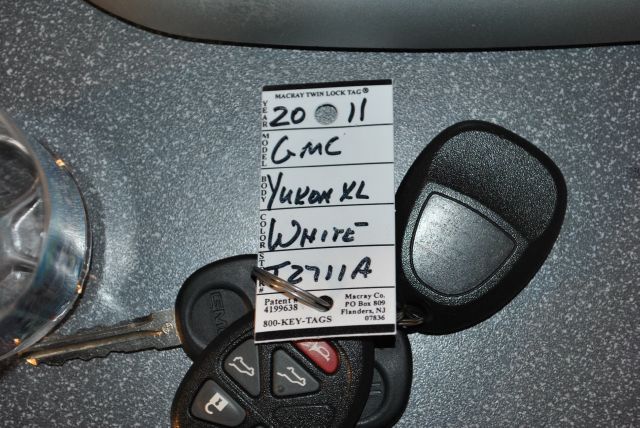 MACRAY TWIN LOCK TAG®
YEAR 20 11
MODEL GMC
BODY YUKON XL
COLOR WHITE
T2711A
Patent #
4199638
800-KEY-TAGS
Macray Co.
PO Box 809
Flanders, NJ
07836